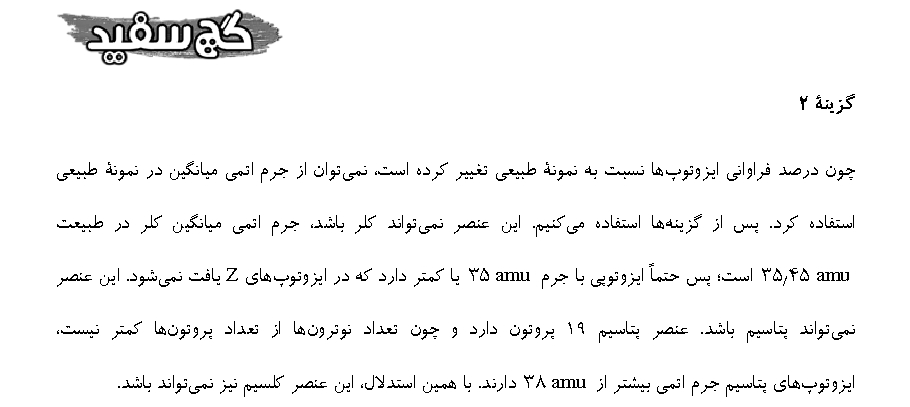 گچ سفید
گزینهٔ ۲
چون درصد فراوانی ایزوتوپ‌ها نسبت به نمونهٔ طبیعی تغییر کرده است، نمی‌توان از جرم اتمی میانگین در نمونهٔ طبیعی
استفاده کرد. پس از گزینه‌ها استفاده می‌کنیم. این عنصر نمی‌تواند کلر باشد، جرم اتمی میانگین کلر در طبیعت
۳۵٫۴۵ amu است؛ پس حتماً ایزوتوپی با جرم ۳۵ amu یا کمتر دارد که در ایزوتوپ‌های Z یافت نمی‌شود. این عنصر
نمی‌تواند پتاسیم باشد. عنصر پتاسیم ۱۹ پروتون دارد و چون تعداد نوترون‌ها از تعداد پروتون‌ها کمتر نیست،
ایزوتوپ‌های پتاسیم جرم اتمی بیشتر از ۳۸ amu دارند. با همین استدلال، این عنصر کلسیم نیز نمی‌تواند باشد.